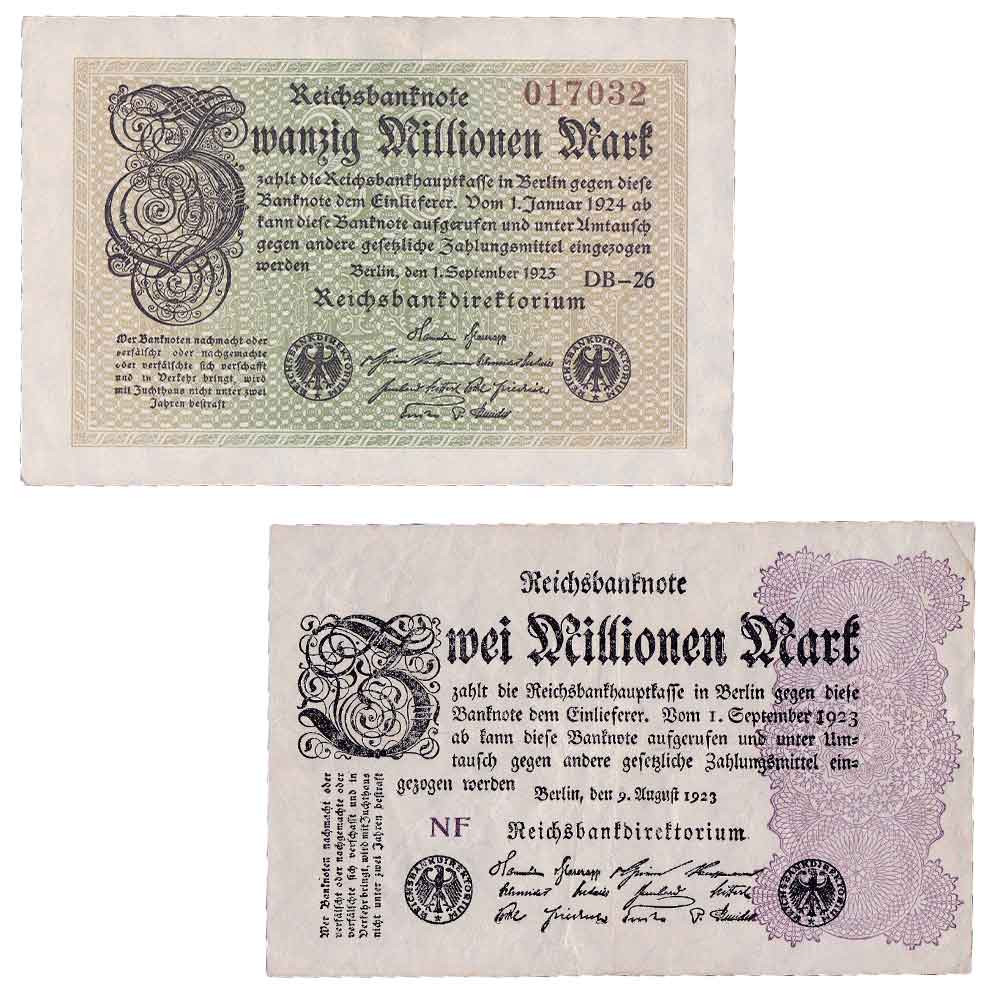 Reichsbanknote
017032
Zwanzig Millionen Mark
zahlt die Reichsbankhauptkasse in Berlin gegen diese
Banknote dem Einlieferer. Vom 1. Januar 1924 ab
kann diese Banknote aufgerufen und unter Umtausch
gegen andere gesetzliche Zahlungsmittel eingezogen
werden
Berlin, den 1. September 1923
DB-26
Reichsbankdirektorium
Wer Banknoten nachmacht oder
verfälscht oder nachgemachte
oder verfälschte sich verschafft
und in Verkehr bringt, wird
mit Zuchthaus nicht unter zwei
Jahren bestraft
REICHSBANKDIREKTORIUM
REICHSBANKDIREKTORIUM
Reichsbanknote
Zwei Millionen Mark
zahlt die Reichsbankhauptkasse in Berlin gegen diese
Banknote dem Einlieferer. Vom 1. September 1923
ab kann diese Banknote aufgerufen und unter Um=
tausch gegen andere gesetzliche Zahlungsmittel ein=
gezogen werden
Berlin, den 9. August 1923
NF
Reichsbankdirektorium
Wer Banknoten nachmacht oder
verfälscht oder nachgemachte oder
verfälschte sich verschafft und in
Verkehr bringt, wird mit Zuchthaus
nicht unter zwei Jahren bestraft
REICHSBANKDIREKTORIUM
REICHSBANKDIREKTORIUM